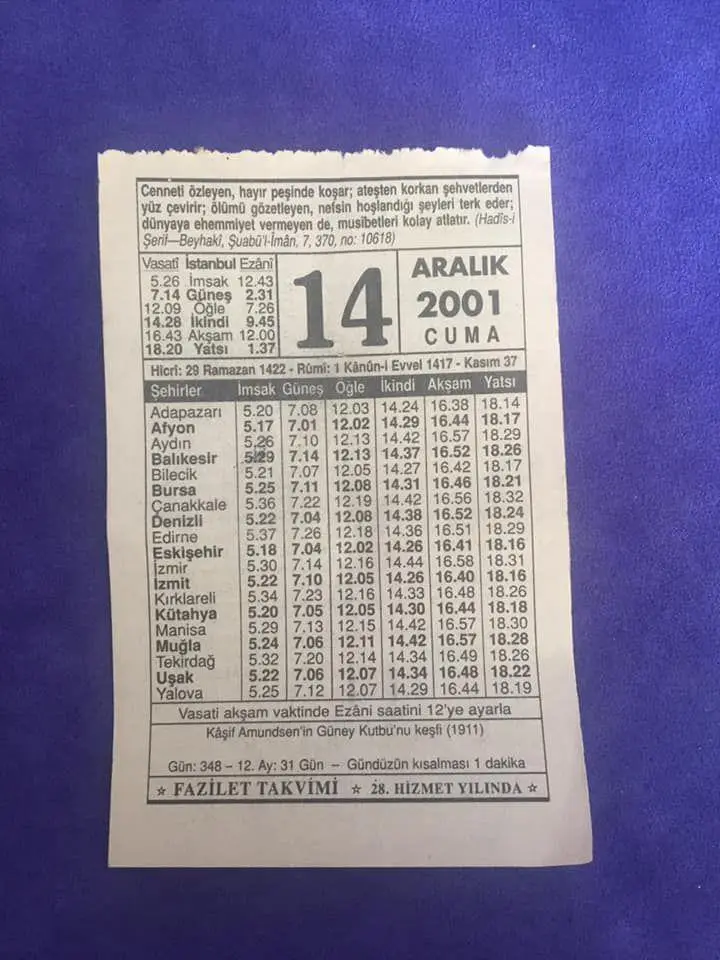 Cenneti özleyen, hayır peşinde koşar; ateşten korkan şehvetlerden
yüz çevirir; ölümü gözetleyen, nefsin hoşlandığı şeyleri terk eder;
dünyaya ehemmiyet vermeyen de, musîbetleri kolay atlatır. (Hadîs-i
Şerif—Beyhakî, Şuabü'l-Îmân, 7, 370, no: 10618)
Vasatî İstanbul Ezânî
5.26 İmsak 12.43
7.14 Güneş 2.31
12.09 Öğle 7.26
14.28 İkindi 9.45
16.43 Akşam 12.00
18.20 Yatsı 1.37
14
ARALIK
2001
CUMA
Hicrî: 29 Ramazan 1422 - Rûmî: 1 Kânûn-i Evvel 1417 - Kasım 37
Şehirler İmsak Güneş Öğle İkindi Akşam Yatsı
Adapazarı 5.20 7.08 12.03 14.24 16.38 18.14
Afyon 5.17 7.01 12.02 14.29 16.44 18.17
Aydın 5.26 7.10 12.13 14.42 16.57 18.29
Balıkesir 5.29 7.14 12.13 14.37 16.52 18.26
Bilecik 5.21 7.07 12.05 14.27 16.42 18.17
Bursa 5.25 7.11 12.08 14.31 16.46 18.21
Çanakkale 5.36 7.22 12.19 14.42 16.56 18.32
Denizli 5.22 7.04 12.08 14.38 16.52 18.24
Edirne 5.37 7.26 12.18 14.36 16.51 18.29
Eskişehir 5.18 7.04 12.02 14.26 16.41 18.16
İzmir 5.30 7.14 12.16 14.44 16.58 18.31
İzmit 5.22 7.10 12.05 14.26 16.40 18.16
Kırklareli 5.34 7.23 12.16 14.33 16.48 18.26
Kütahya 5.20 7.05 12.05 14.30 16.44 18.18
Manisa 5.29 7.13 12.15 14.42 16.57 18.30
Muğla 5.24 7.06 12.11 14.42 16.57 18.28
Tekirdağ 5.32 7.20 12.14 14.34 16.49 18.26
Uşak 5.22 7.06 12.07 14.34 16.48 18.22
Yalova 5.25 7.12 12.07 14.29 16.44 18.19
Vasati akşam vaktinde Ezâni saatini 12'ye ayarla
Kâşif Amundsen'in Güney Kutbu'nu keşfi (1911)
Gün: 348 – 12. Ay: 31 Gün – Gündüzün kısalması 1 dakika
☆ FAZİLET TAKVİMİ ☆ 28. HİZMET YILINDA ☆